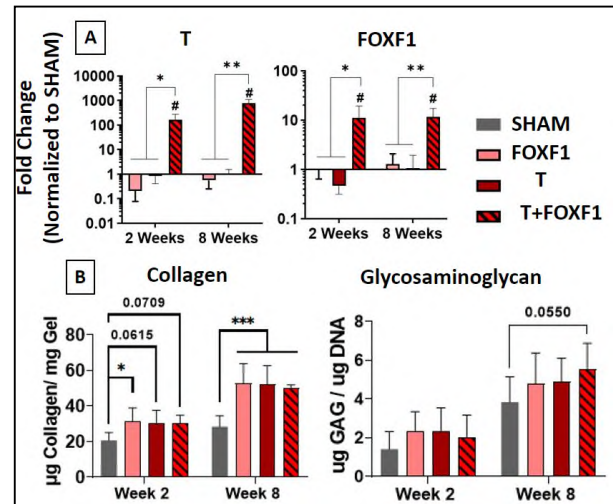 A
T
FOXF1
Fold Change
(Normalized to SHAM)
10000
1000
100
10
1
0.1
0.01
*
**
#
#
2 Weeks
8 Weeks
100
10
1
0.1
*
**
#
#
2 Weeks
8 Weeks
SHAM
FOXF1
T
T+FOXF1
B
Collagen
Glycosaminoglycan
µg Collagen/ mg Gel
80
60
40
20
0
0.0709
0.0615
*
***
Week 2
Week 8
ug GAG / ug DNA
8
6
4
2
0
0.0550
Week 2
Week 8